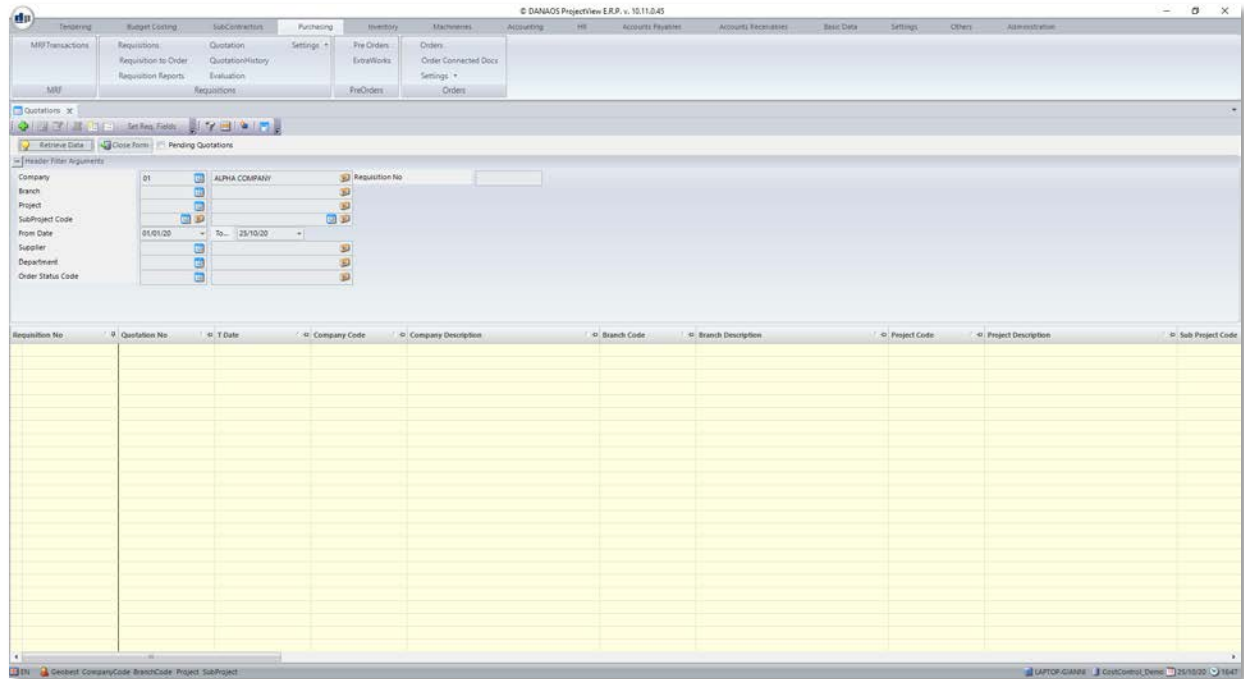 © DANAOS ProjectView E.R.P. v. 10.11.0.45
Tendering Budget Costing SubContractors Purchasing Inventory Machineries Accounting HR Accounts Payables Accounts Receivables Basic Data Settings Others Administration
MRFTransactions Requisitions Quotation Settings Pre Orders Orders
Requisition to Order QuotationHistory ExtraWorks Order Connected Docs
Requisition Reports Evaluation Settings
MRF Requisitions PreOrders Orders
Quotations
Set Req. Fields
Retrieve Data Close Form Pending Quotations
Header Filter Arguments
Company 01 ALPHA COMPANY Requisition No
Branch
Project
SubProject Code
From Date 01/01/20 To... 25/10/20
Supplier
Department
Order Status Code
Requisition No Quotation No T Date Company Code Company Description Branch Code Branch Description Project Code Project Description Sub Project Code
EN Geobest CompanyCode BranchCode Project SubProject LAPTOP-GIANNI CostControl_Demo 25/10/20 16:47